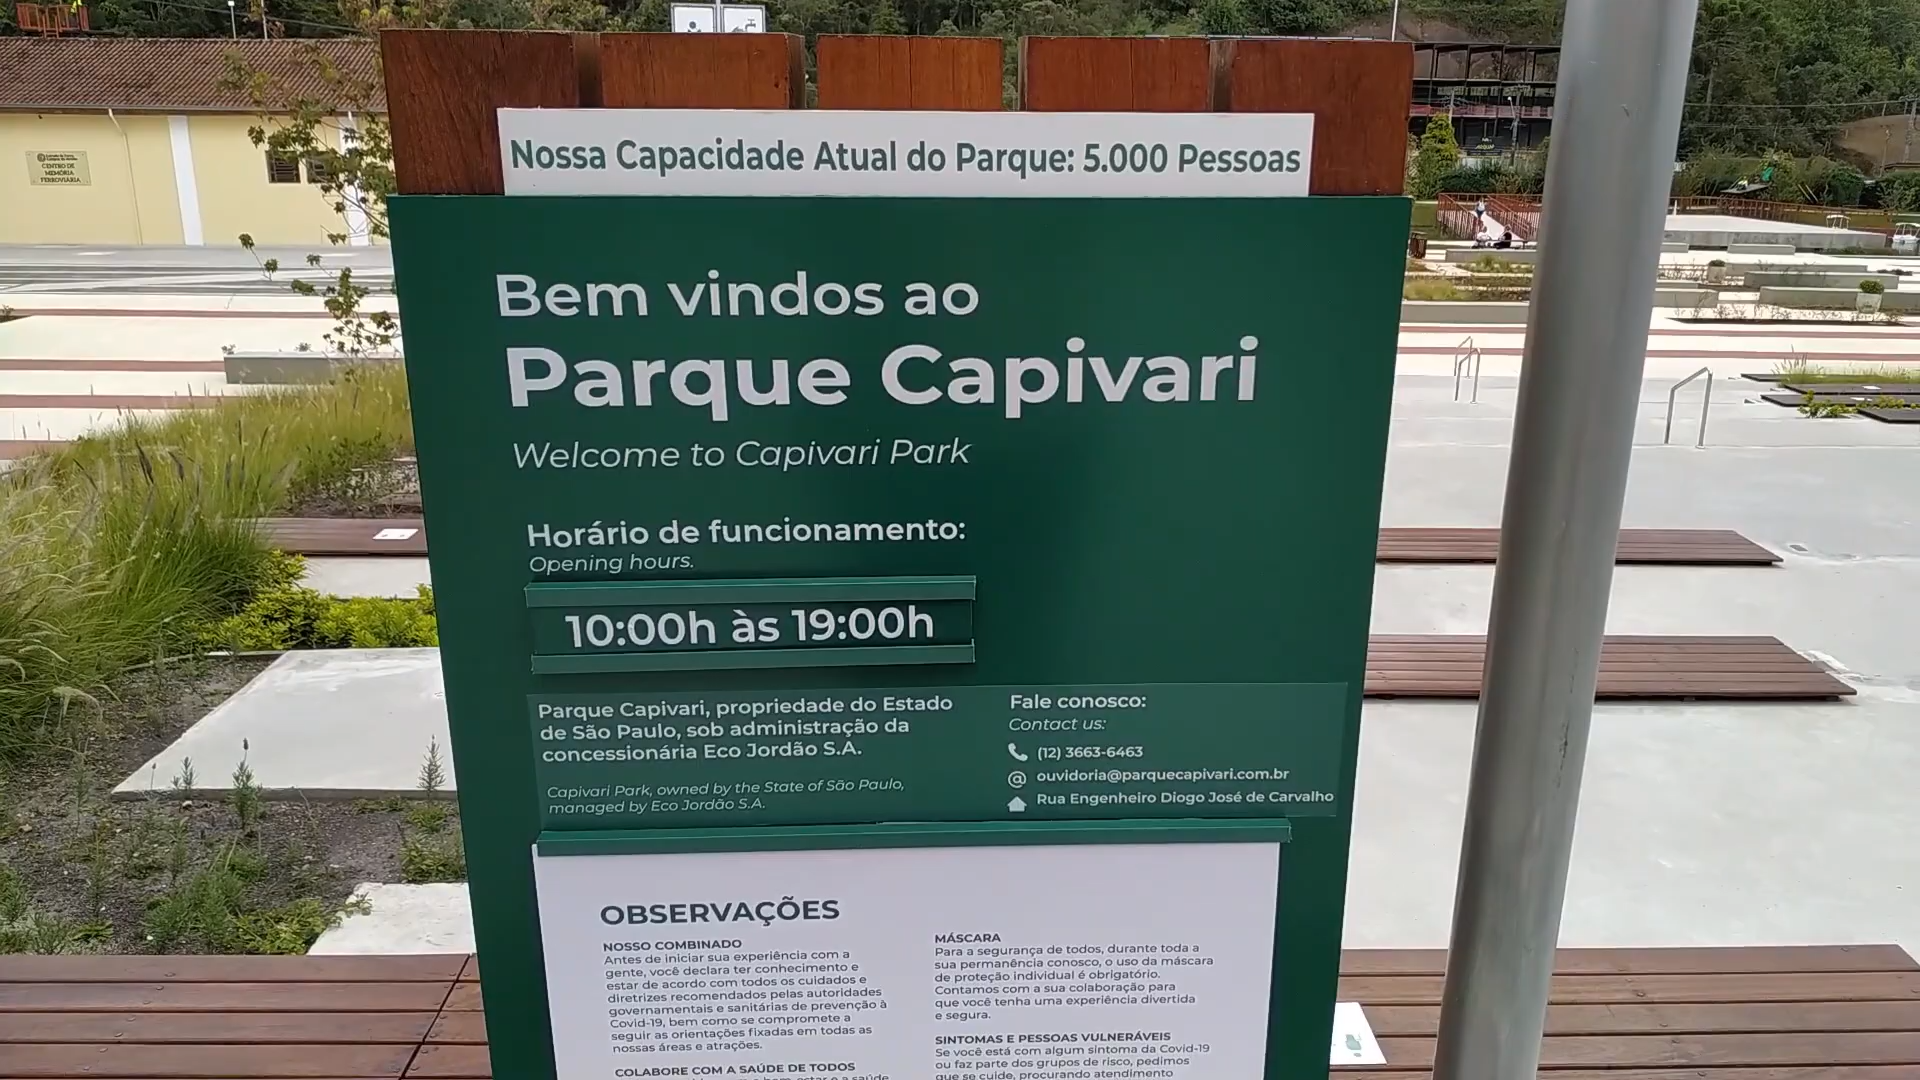 CENTRO DE
MEMÓRIA
FERROVIÁRIA
Nossa Capacidade Atual do Parque: 5.000 Pessoas
Bem vindos ao
Parque Capivari
Welcome to Capivari Park
Horário de funcionamento:
Opening hours.
10:00h às 19:00h
Parque Capivari, propriedade do Estado
de São Paulo, sob administração da
concessionária Eco Jordão S.A.
Capivari Park, owned by the State of São Paulo,
managed by Eco Jordão S.A.
Fale conosco:
Contact us:
(12) 3663-6463
@ ouvidoria@parquecapivari.com.br
Rua Engenheiro Diogo José de Carvalho
OBSERVAÇÕES
NOSSO COMBINADO
Antes de iniciar sua experiência com a
gente, você declara ter conhecimento e
estar de acordo com todos os cuidados e
diretrizes recomendados pelas autoridades
governamentais e sanitárias de prevenção à
Covid-19, bem como se compromete a
seguir as orientações fixadas em todas as
nossas áreas e atrações.
COLABORE COM A SAÚDE DE TODOS
MÁSCARA
Para a segurança de todos, durante toda a
sua permanência conosco, o uso da máscara
de proteção individual é obrigatório.
Contamos com a sua colaboração para
que você tenha uma experiência divertida
e segura.
SINTOMAS E PESSOAS VULNERÁVEIS
Se você está com algum sintoma da Covid-19
ou faz parte dos grupos de risco, pedimos
que se cuide, procurando atendimento